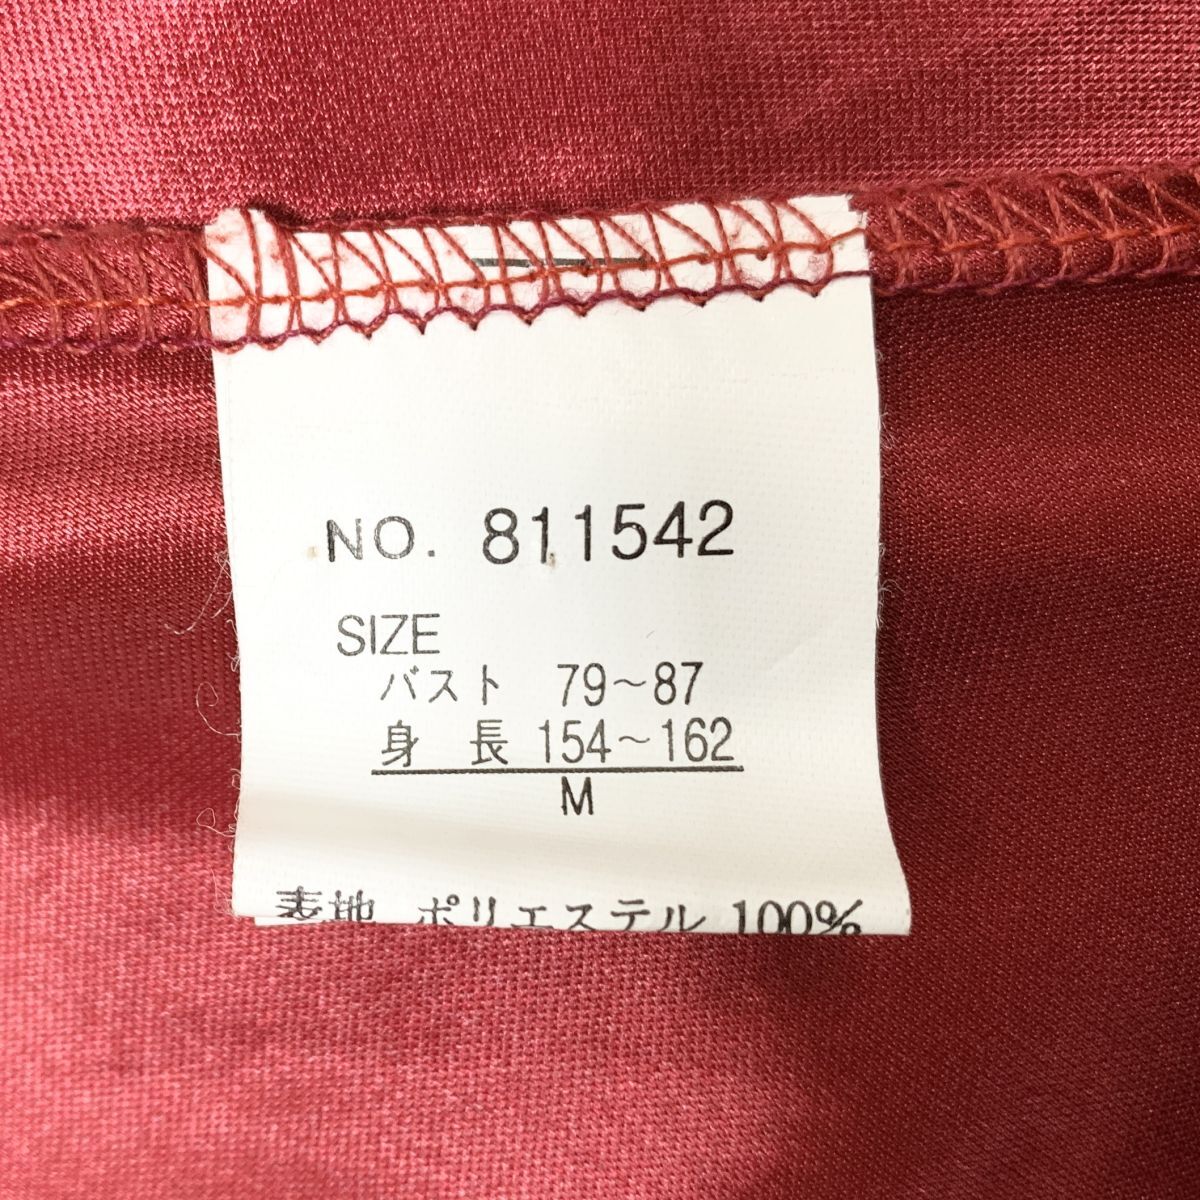 NO. 811542
SIZE
バスト 79～87
身 長 154～162
M
表地 ポリエステル 100%